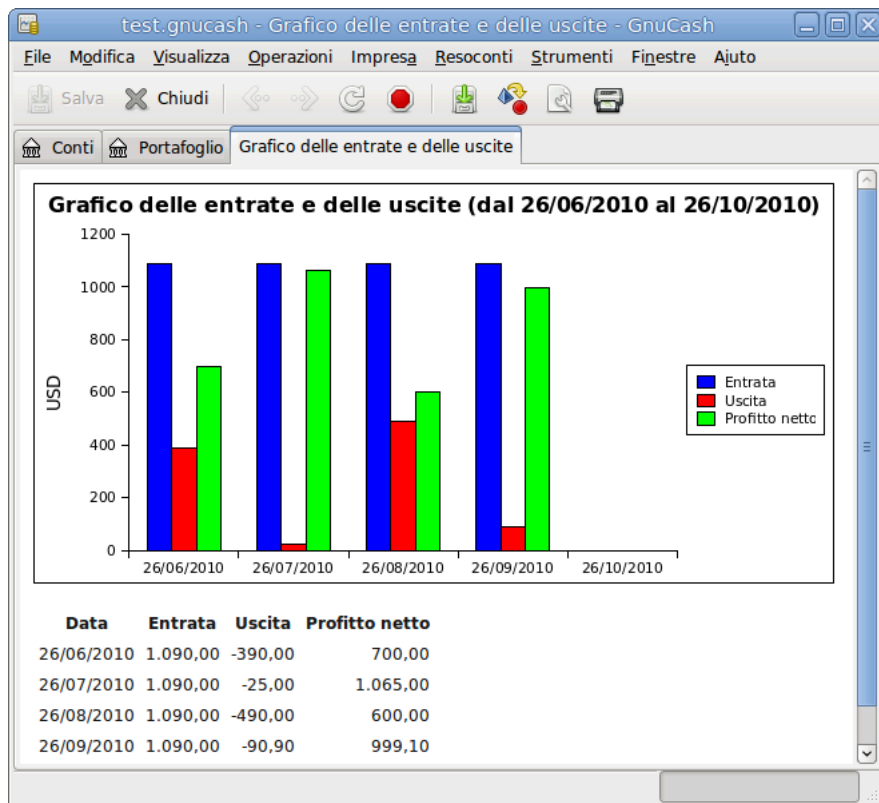 test.gnucash - Grafico delle entrate e delle uscite - GnuCash
File Modifica Visualizza Operazioni Impresa Resoconti Strumenti Finestre Aiuto
Salva Chiudi
Conti Portafoglio Grafico delle entrate e delle uscite
Grafico delle entrate e delle uscite (dal 26/06/2010 al 26/10/2010)
1200
1000
800
600
400
200
0
USD
26/06/2010 26/07/2010 26/08/2010 26/09/2010 26/10/2010
Entrata
Uscita
Profitto netto
Data Entrata Uscita Profitto netto
26/06/2010 1.090,00 -390,00 700,00
26/07/2010 1.090,00 -25,00 1.065,00
26/08/2010 1.090,00 -490,00 600,00
26/09/2010 1.090,00 -90,90 999,10